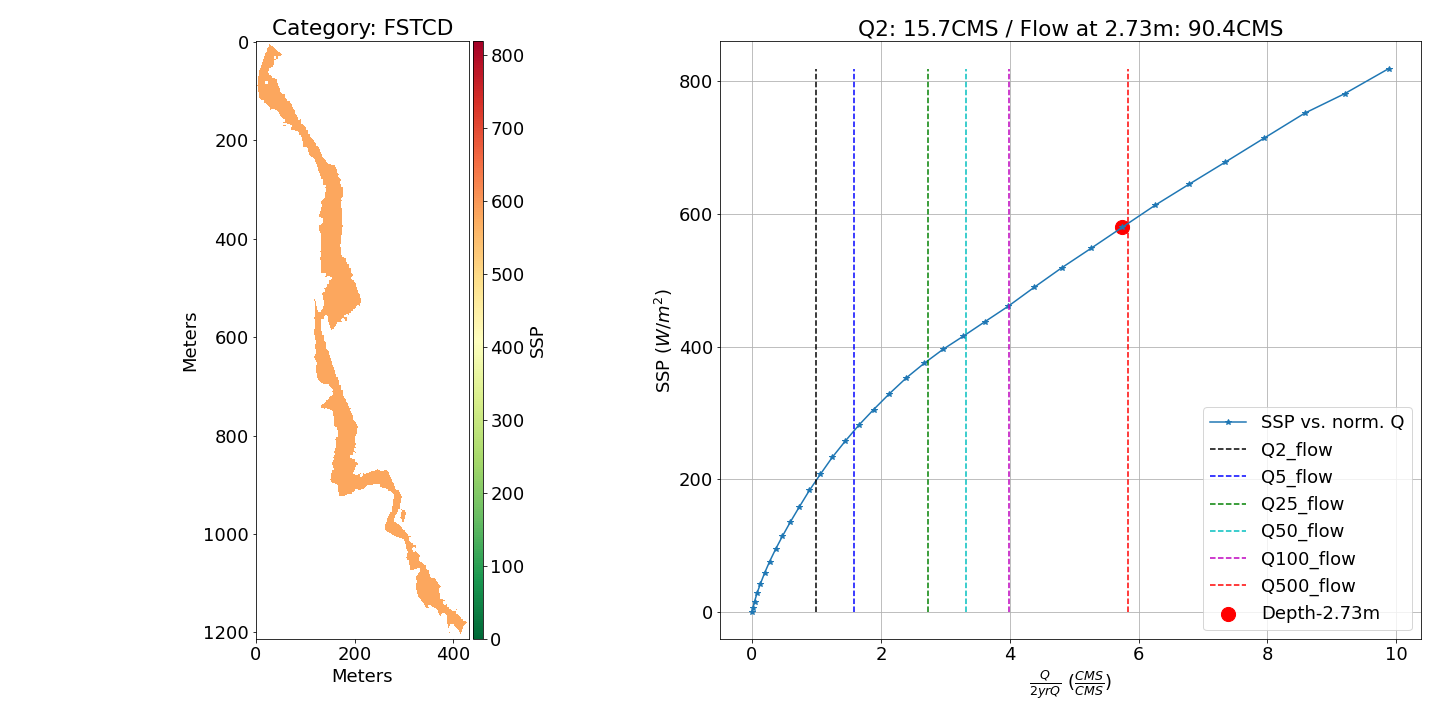 Category: FSTCD
0
200
400
600
800
1000
1200
Meters
0
200
400
Meters
800
700
600
500
400
300
200
100
0
SSP
Q2: 15.7CMS / Flow at 2.73m: 90.4CMS
800
600
400
200
0
SSP (W/m²)
0
2
4
6
8
10
Q/2yrQ (CMS/CMS)
SSP vs. norm. Q
Q2_flow
Q5_flow
Q25_flow
Q50_flow
Q100_flow
Q500_flow
Depth-2.73m